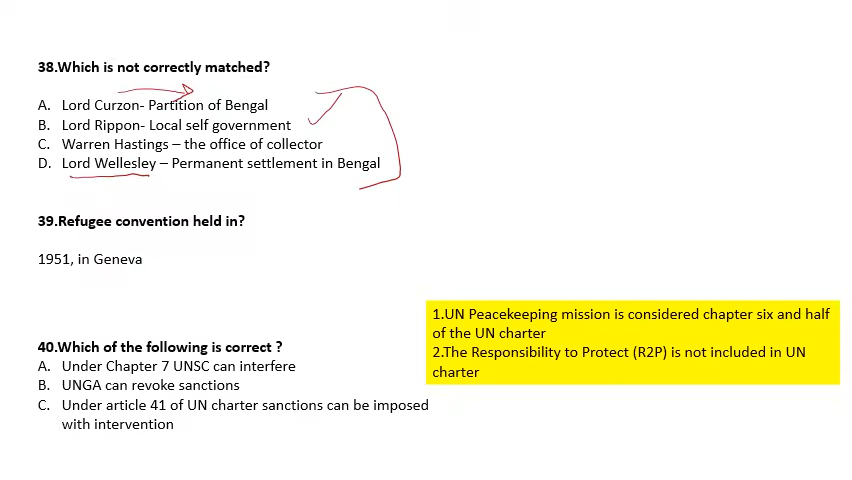 38.Which is not correctly matched?
A. Lord Curzon- Partition of Bengal
B. Lord Rippon- Local self government
C. Warren Hastings – the office of collector
D. Lord Wellesley – Permanent settlement in Bengal
39.Refugee convention held in?
1951, in Geneva
40.Which of the following is correct ?
A. Under Chapter 7 UNSC can interfere
B. UNGA can revoke sanctions
C. Under article 41 of UN charter sanctions can be imposed
with intervention
1.UN Peacekeeping mission is considered chapter six and half
of the UN charter
2.The Responsibility to Protect (R2P) is not included in UN
charter